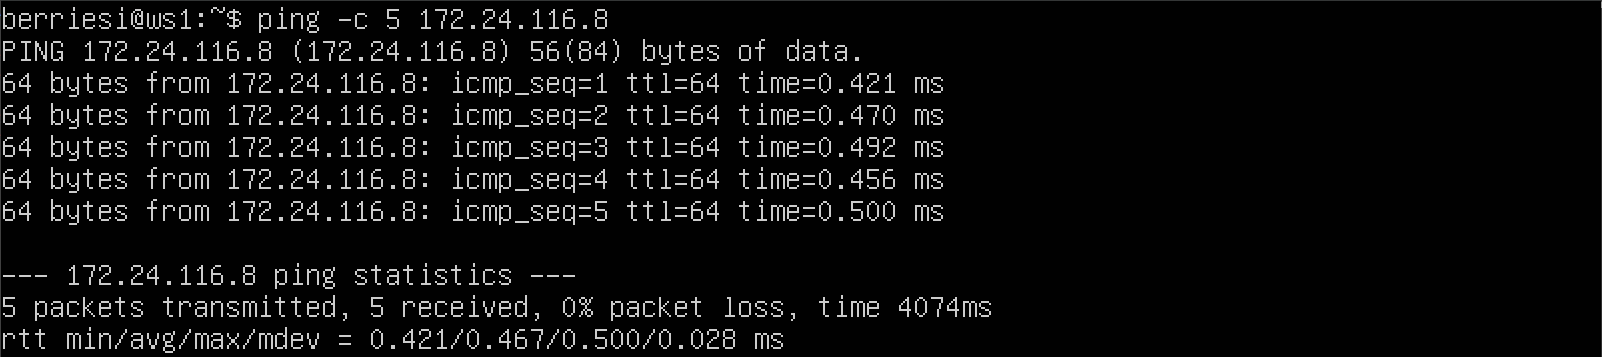 berriesi@ws1:~$ ping -c 5 172.24.116.8
PING 172.24.116.8 (172.24.116.8) 56(84) bytes of data.
64 bytes from 172.24.116.8: icmp_seq=1 ttl=64 time=0.421 ms
64 bytes from 172.24.116.8: icmp_seq=2 ttl=64 time=0.470 ms
64 bytes from 172.24.116.8: icmp_seq=3 ttl=64 time=0.492 ms
64 bytes from 172.24.116.8: icmp_seq=4 ttl=64 time=0.456 ms
64 bytes from 172.24.116.8: icmp_seq=5 ttl=64 time=0.500 ms

--- 172.24.116.8 ping statistics ---
5 packets transmitted, 5 received, 0% packet loss, time 4074ms
rtt min/avg/max/mdev = 0.421/0.467/0.500/0.028 ms